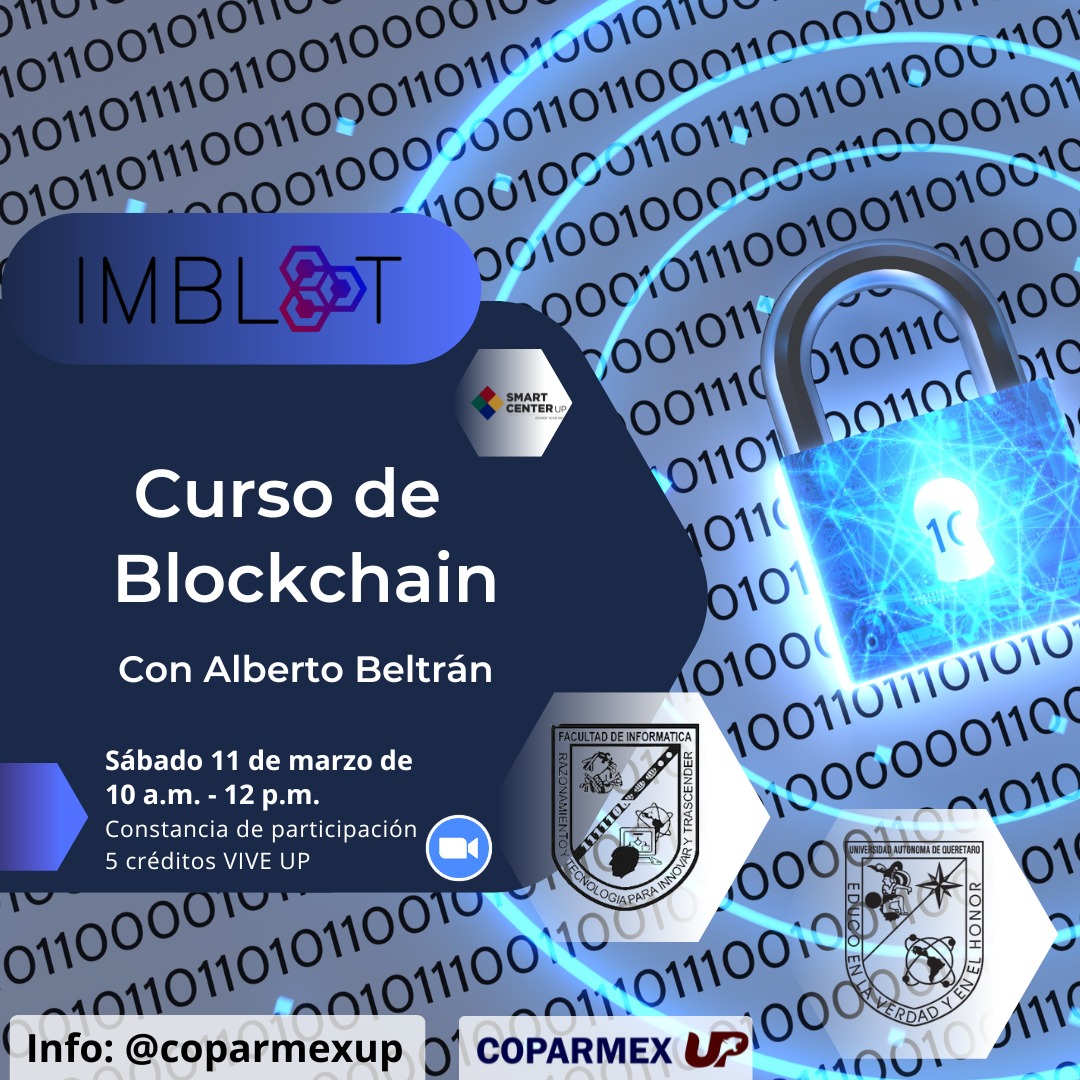 IMBLOT
SMART
CENTER UP
Curso de
Blockchain
Con Alberto Beltrán
Sábado 11 de marzo de
10 a.m. - 12 p.m.
Constancia de participación
5 créditos VIVE UP
FACULTAD DE INFORMATICA
RAZONAMIENTO Y TECNOLOGIA PARA INNOVAR Y TRASCENDER
UNIVERSIDAD AUTONOMA DE QUERETARO
EDUCO EN LA VERDAD Y EN EL HONOR
Info: @coparmexup
COPARMEX UP